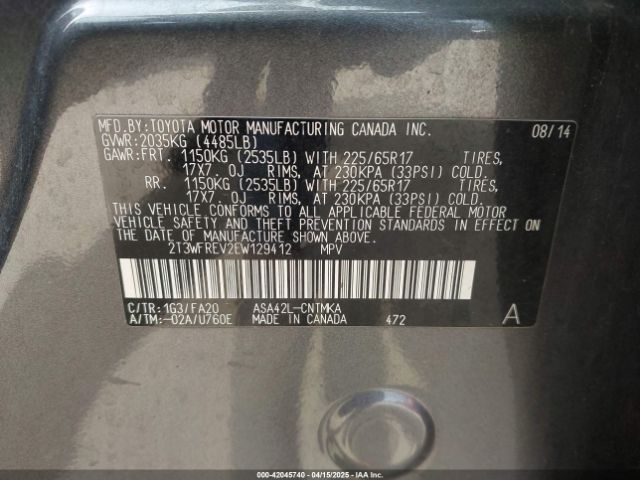 MFD.BY:TOYOTA MOTOR MANUFACTURING CANADA INC. 08/14
GVWR:2035KG (4485LB)
GAWR:FRT. 1150KG (2535LB) WITH 225/65R17 TIRES,
17X7. 0J RIMS, AT 230KPA (33PSI) COLD.
RR. 1150KG (2535LB) WITH 225/65R17 TIRES,
17X7. 0J RIMS, AT 230KPA (33PSI) COLD.
THIS VEHICLE CONFORMS TO ALL APPLICABLE FEDERAL MOTOR
VEHICLE SAFETY AND THEFT PREVENTION STANDARDS IN EFFECT
ON THE DATE OF MANUFACTURE SHOWN ABOVE.
2T3WFREV2EW129412 MPV
C/TR:1G3/FA20 ASA42L-CNTMKA A
A/TM:-02A/U760E MADE IN CANADA 472
000-42045740 - 04/15/2025 - IAAI.COM